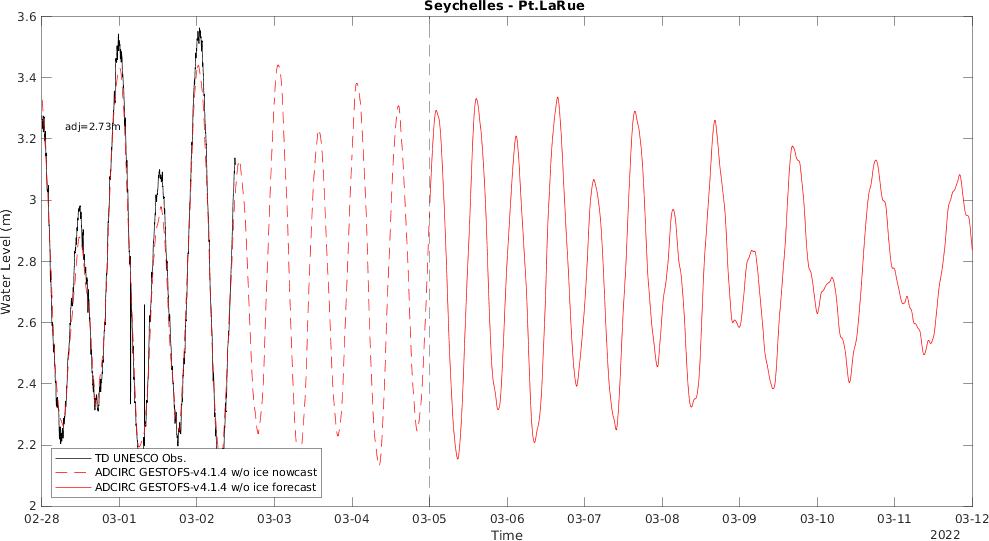 Seychelles - Pt.LaRue
3.6
3.4
3.2
3
2.8
2.6
2.4
2.2
2
Water Level (m)
adj=2.73m
TD UNESCO Obs.
ADCIRC GESTOFS-v4.1.4 w/o ice nowcast
ADCIRC GESTOFS-v4.1.4 w/o ice forecast
02-28 03-01 03-02 03-03 03-04 03-05 03-06 03-07 03-08 03-09 03-10 03-11 03-12
Time
2022